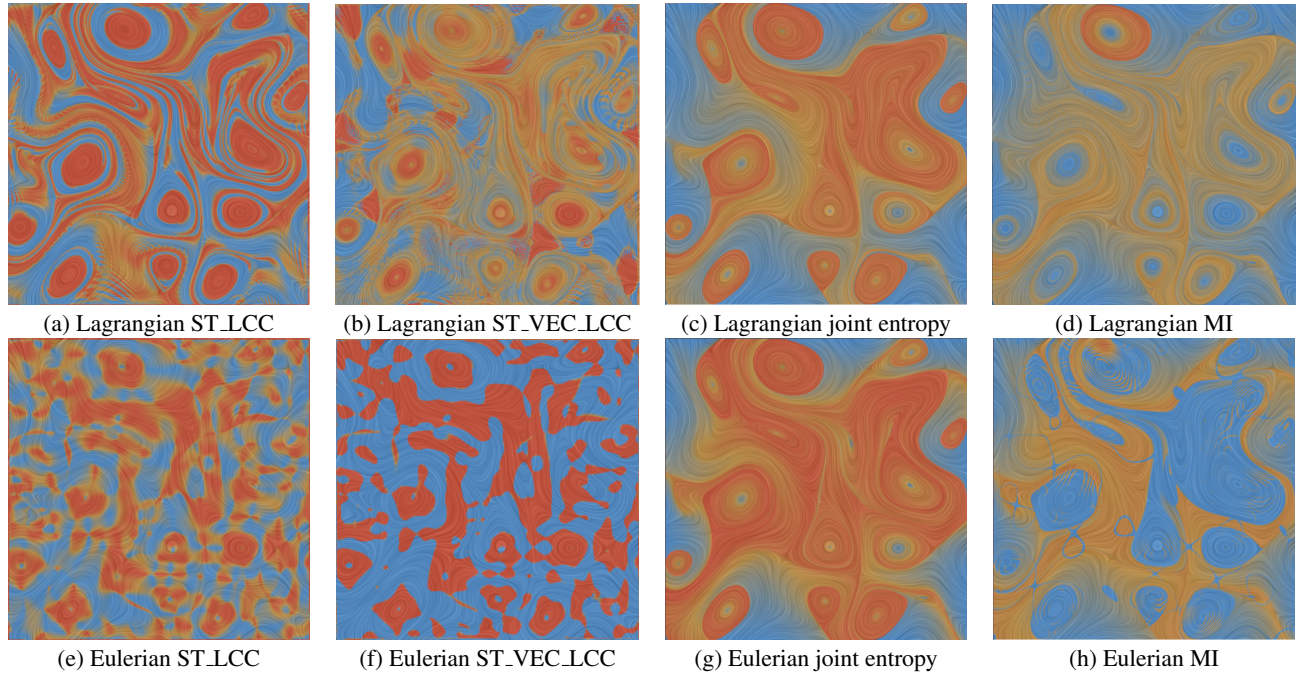 (a) Lagrangian ST_LCC
(b) Lagrangian ST_VEC_LCC
(c) Lagrangian joint entropy
(d) Lagrangian MI
(e) Eulerian ST_LCC
(f) Eulerian ST_VEC_LCC
(g) Eulerian joint entropy
(h) Eulerian MI